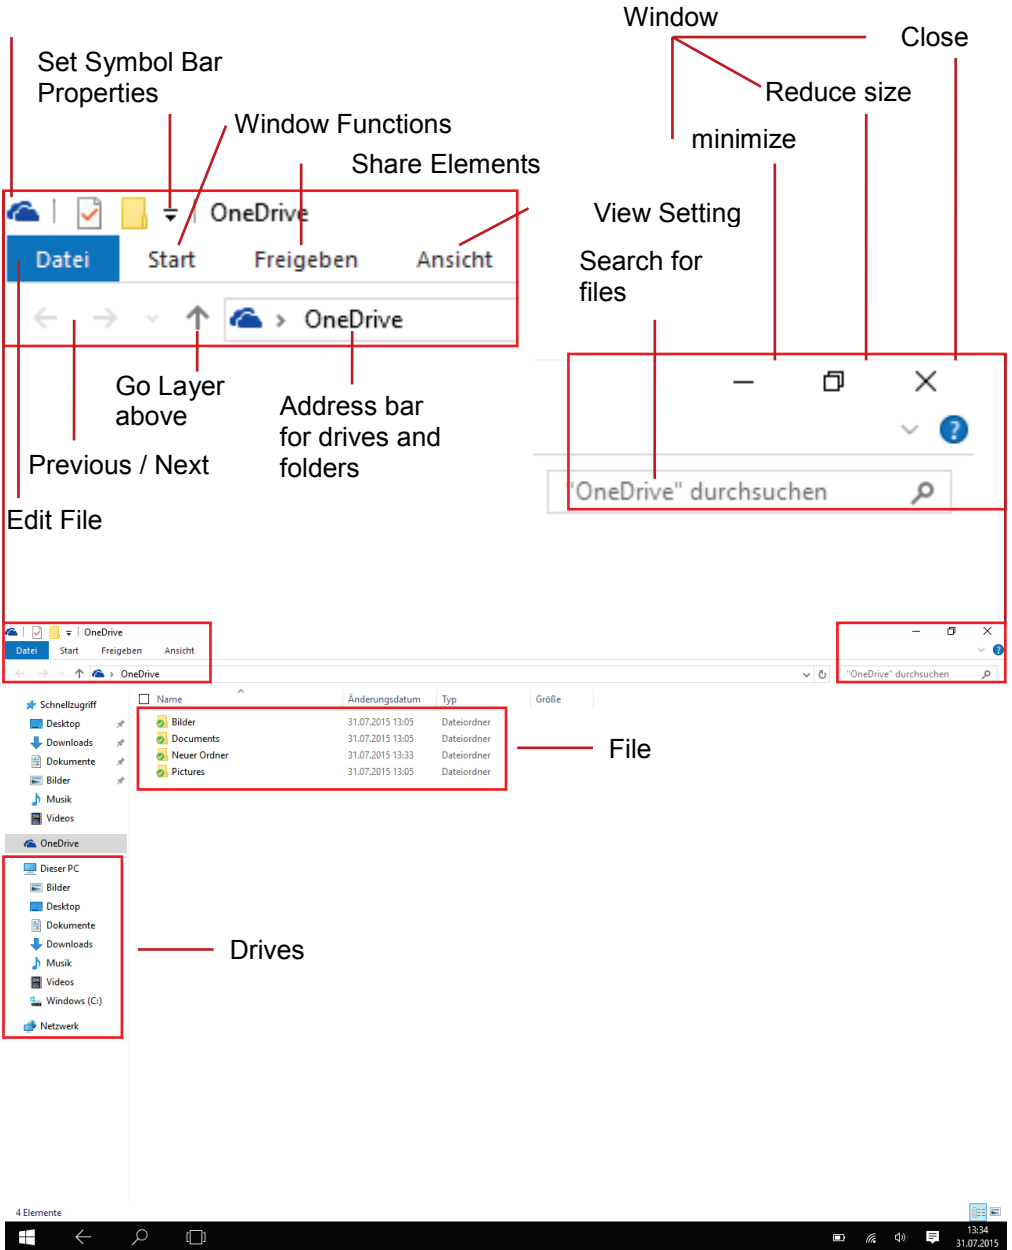 Window
Close
Set Symbol Bar
Properties
Reduce size
Window Functions
minimize
Share Elements
View Setting
OneDrive
Datei
Start
Freigeben
Ansicht
Search for
files
OneDrive
Go Layer
above
Address bar
for drives and
folders
Previous / Next
"OneDrive" durchsuchen
Edit File
OneDrive
Datei
Start
Freigeben
Ansicht
OneDrive
"OneDrive" durchsuchen
Name
Änderungsdatum
Typ
Größe
Bilder 31.07.2015 13:05 Dateiordner
Documents 31.07.2015 13:05 Dateiordner
Neuer Ordner 31.07.2015 13:33 Dateiordner
Pictures 31.07.2015 13:05 Dateiordner
File
Schnellzugriff
Desktop
Downloads
Dokumente
Bilder
Musik
Videos
OneDrive
Dieser PC
Bilder
Desktop
Dokumente
Downloads
Musik
Videos
Windows (C:)
Netzwerk
Drives
4 Elemente
13:34
31.07.2015